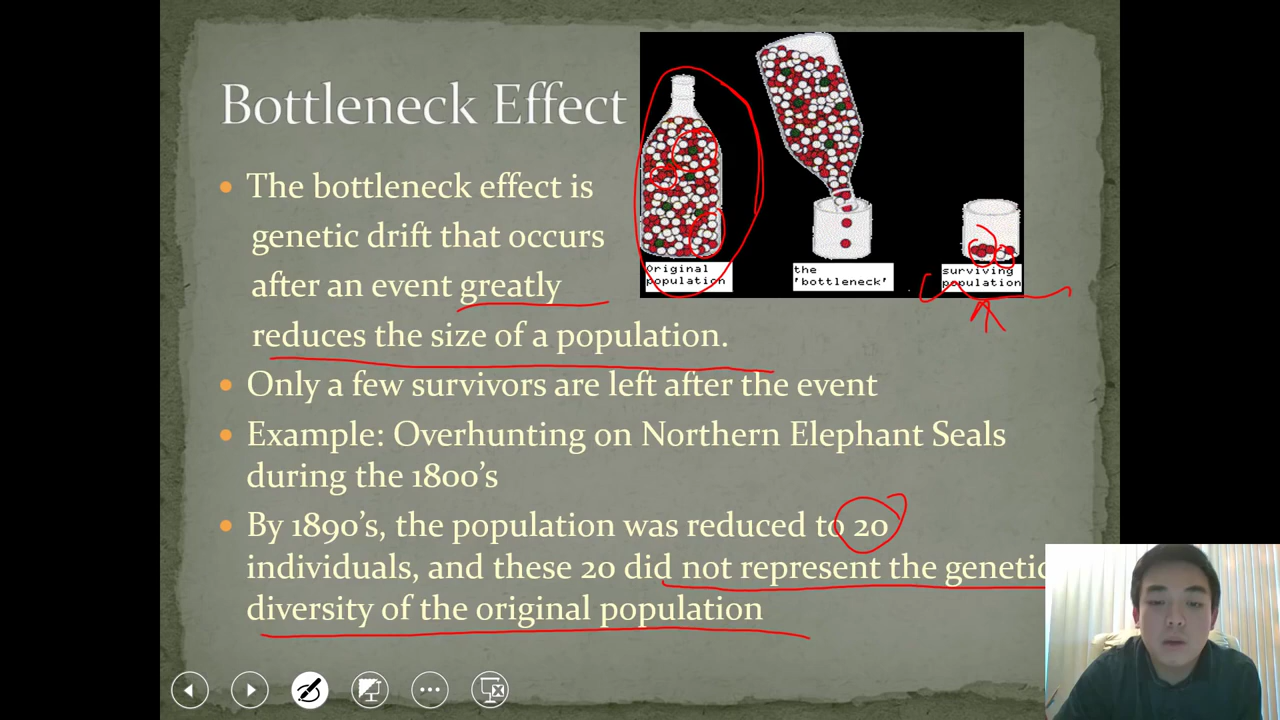 Bottleneck Effect
The bottleneck effect is
genetic drift that occurs
after an event greatly
reduces the size of a population.
Only a few survivors are left after the event
Example: Overhunting on Northern Elephant Seals
during the 1800's
By 1890's, the population was reduced to 20
individuals, and these 20 did not represent the genetic
diversity of the original population
Original
population
the
'bottleneck'
surviving
population